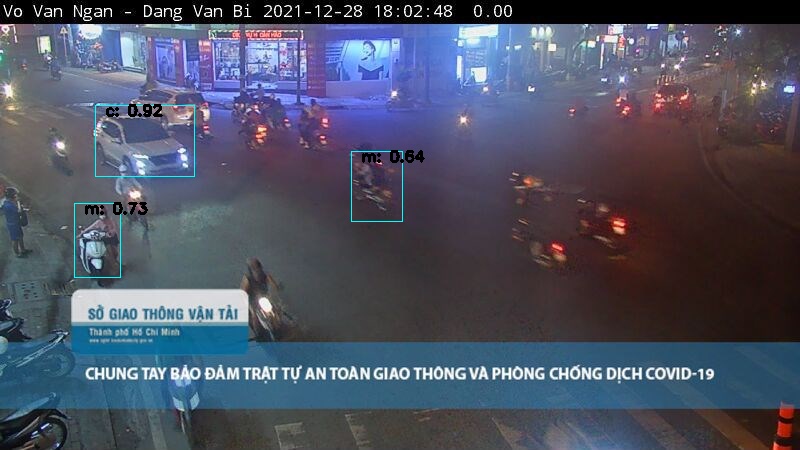 Vo Van Ngan - Dang Van Bi 2021-12-28 18:02:48 0.00
c: 0.92
m: 0.64
m: 0.73
SỞ GIAO THÔNG VẬN TẢI
Thành phố Hồ Chí Minh
CHUNG TAY BẢO ĐẢM TRẬT TỰ AN TOÀN GIAO THÔNG VÀ PHÒNG CHỐNG DỊCH COVID-19